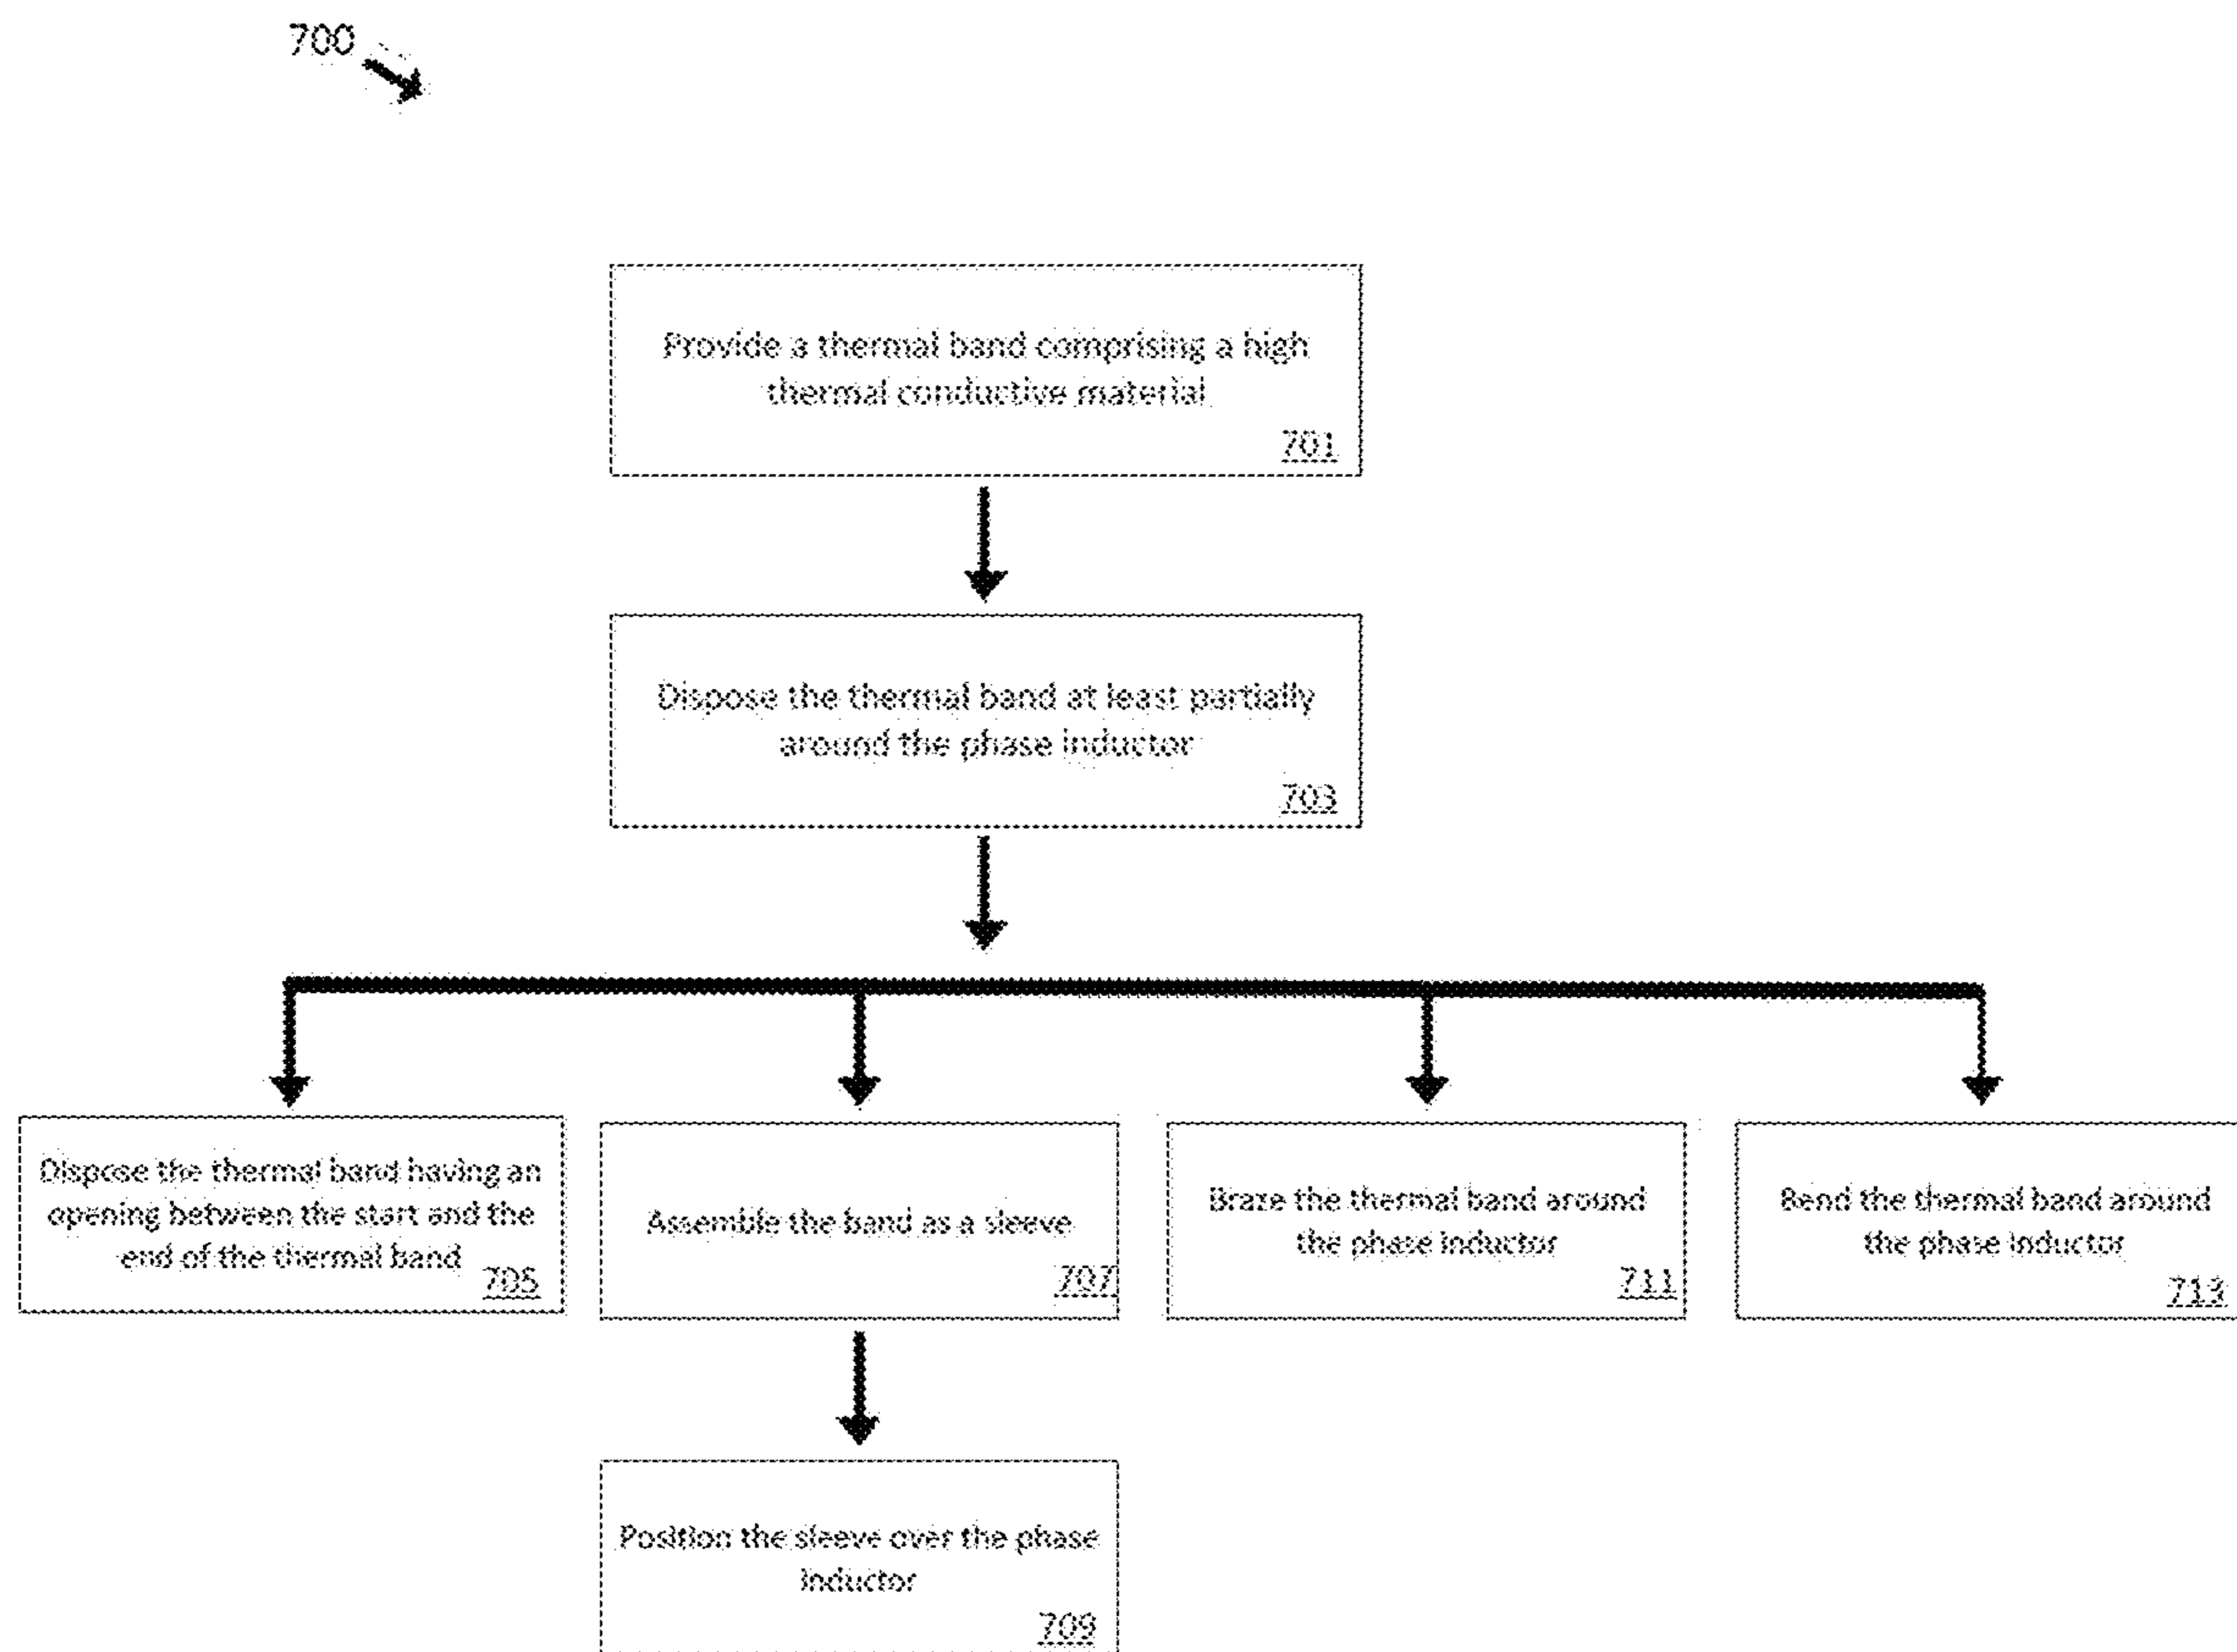 700
Provide a thermal band comprising a high
thermal conductive material
701
Dispose the thermal band at least partially
around the phase inductor
703
Dispose the thermal band having an
opening between the start and the
end of the thermal band
705
Assemble the band as a sleeve
707
Braze the thermal band around
the phase inductor
711
Bend the thermal band around
the phase inductor
713
Position the sleeve over the phase
inductor
709